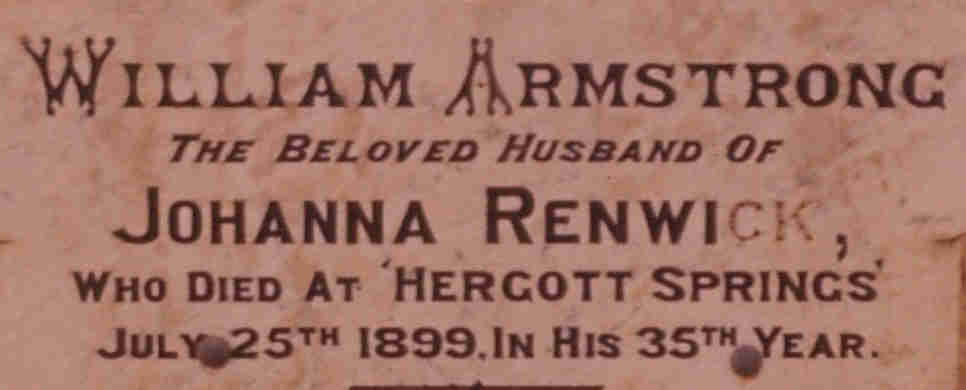 WILLIAM ARMSTRONG
THE BELOVED HUSBAND OF
JOHANNA RENWICK,
WHO DIED AT 'HERGOTT SPRINGS'
JULY 25TH 1899. IN HIS 35TH YEAR.